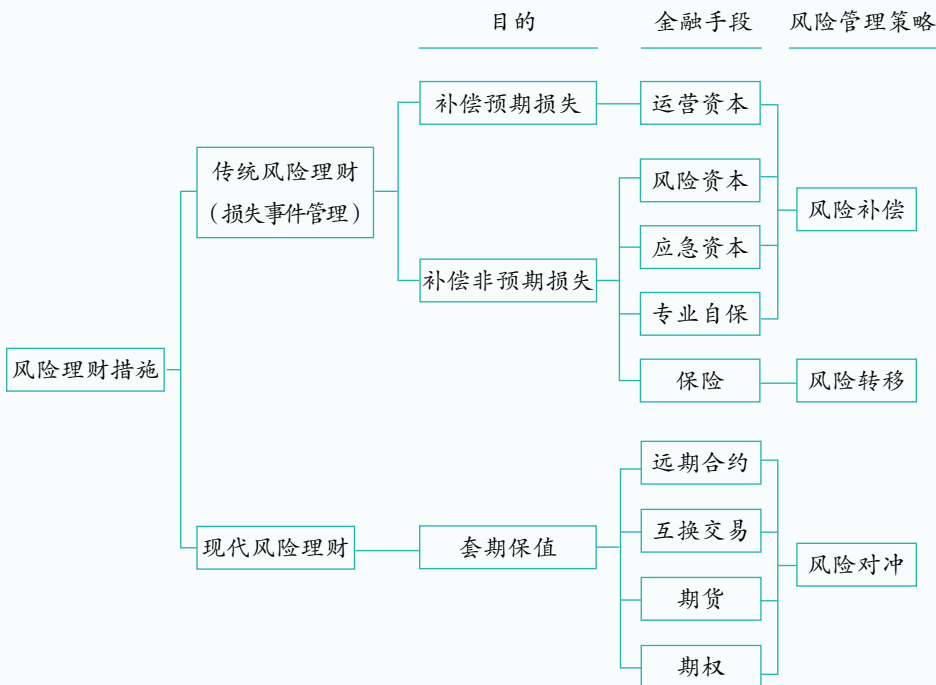 目的
金融手段
风险管理策略
补偿预期损失
运营资本
传统风险理财
（损失事件管理）
风险资本
风险补偿
应急资本
补偿非预期损失
专业自保
风险理财措施
保险
风险转移
远期合约
互换交易
现代风险理财
套期保值
风险对冲
期货
期权